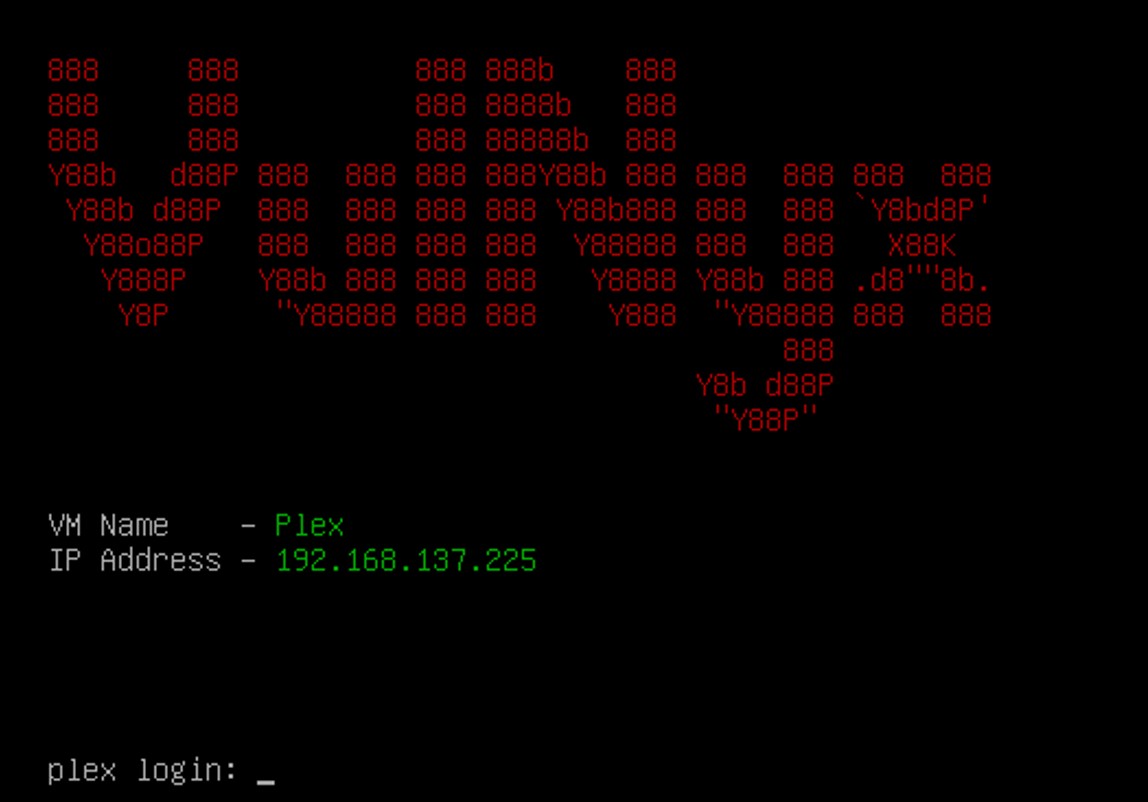 888     888          888 888b    888
888     888          888 8888b   888
888     888          888 88888b  888
Y88b   d88P 888  888 888 888Y88b 888 888  888 888  888
 Y88b d88P  888  888 888 888 Y88b888 888  888 `Y8bd8P'
  Y88o88P   888  888 888 888  Y88888 888  888   X88K
   Y888P    Y88b 888 888 888   Y8888 Y88b 888 .d8""8b.
    Y8P      "Y88888 888 888    Y888  "Y88888 888  888
                                          888
                                     Y8b d88P
                                      "Y88P"
VM Name    - Plex
IP Address - 192.168.137.225
plex login: _